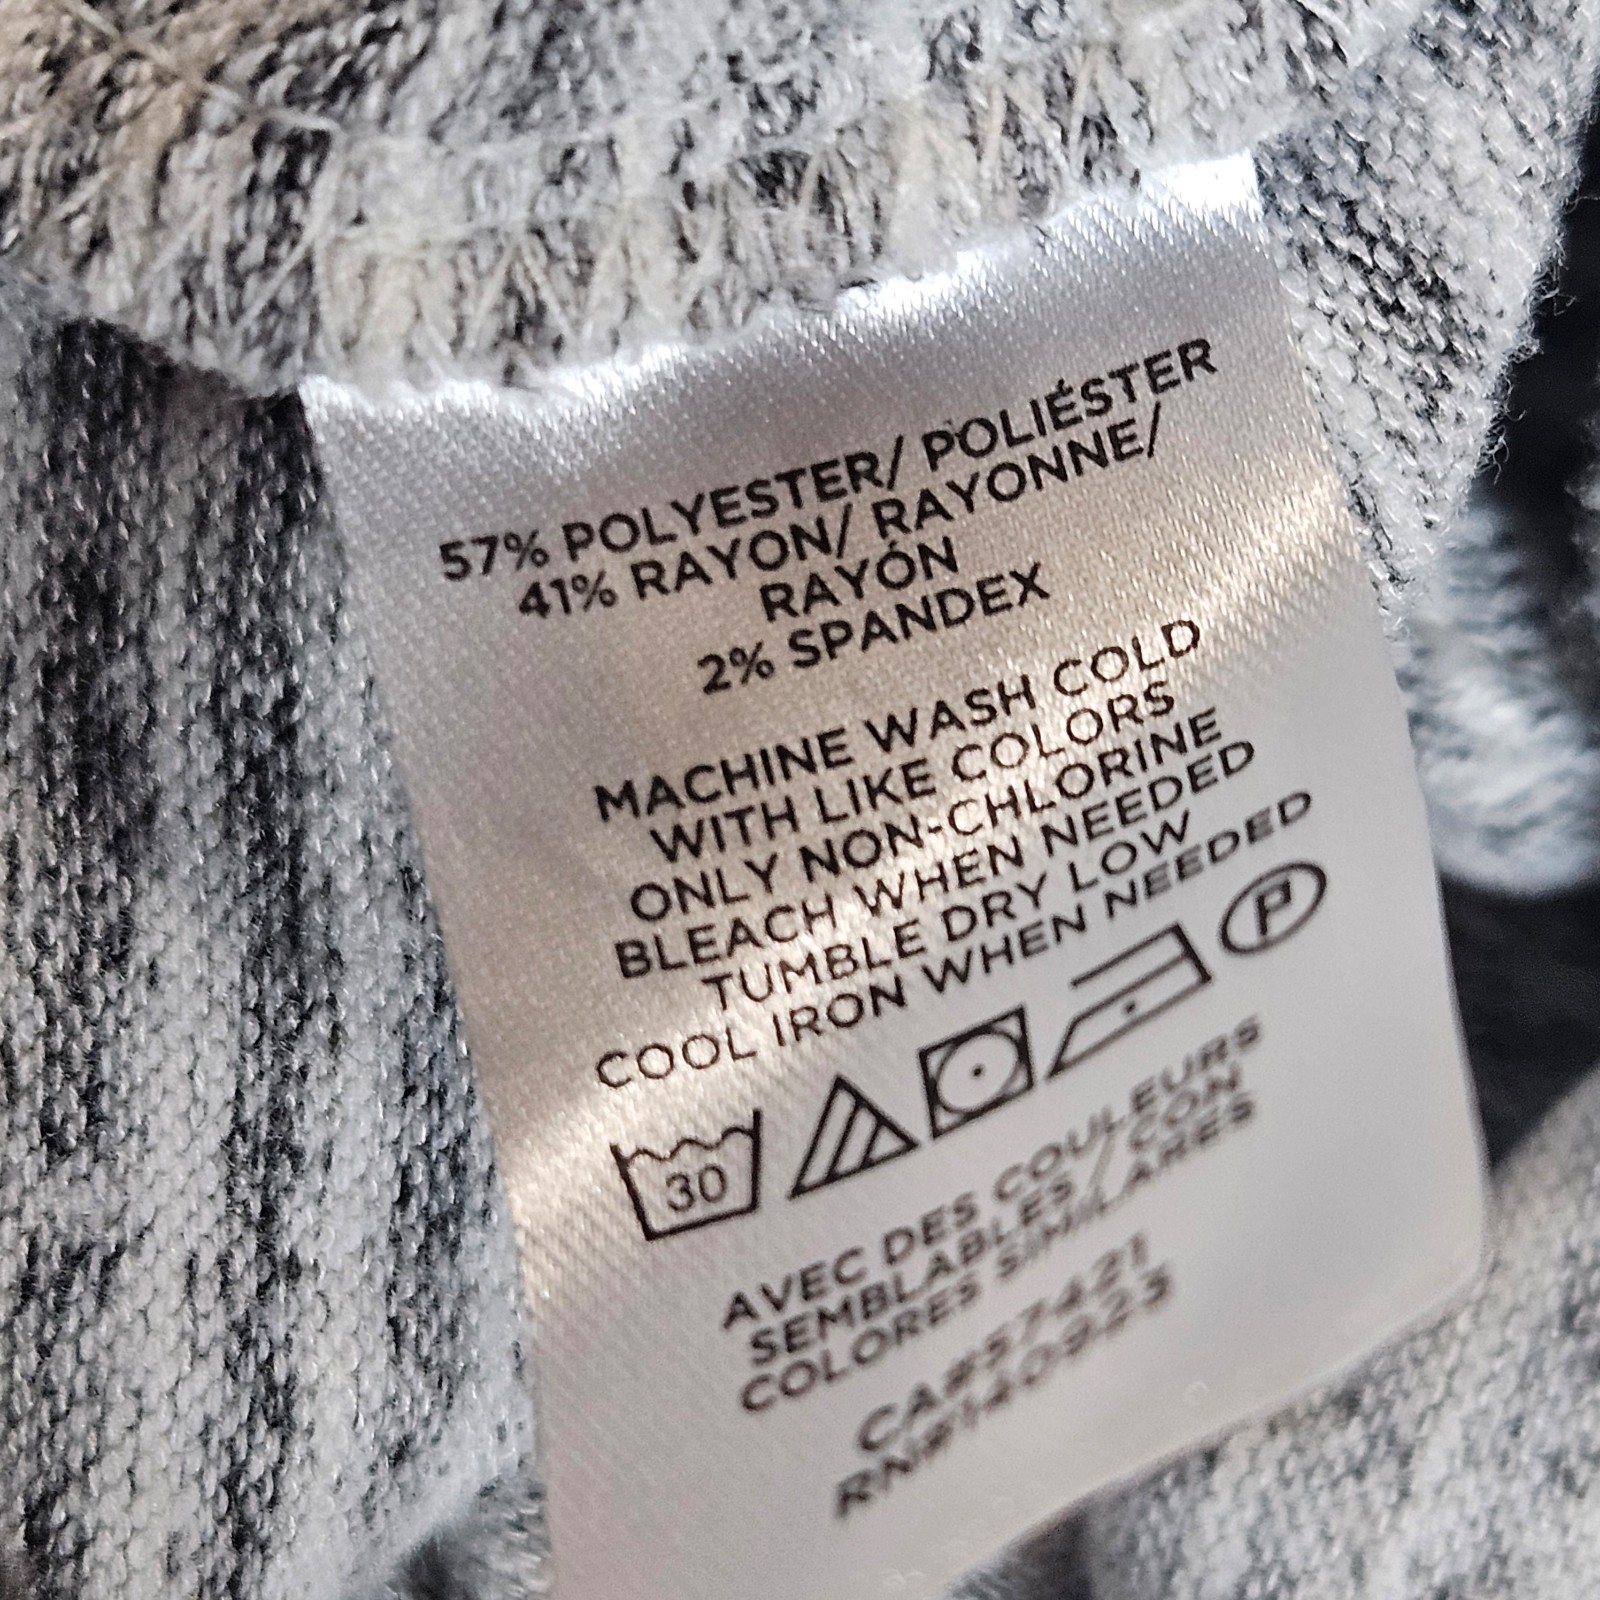 57% POLYESTER/ POLIÉSTER
41% RAYON/ RAYONNE/
RAYÓN
2% SPANDEX
MACHINE WASH COLD
WITH LIKE COLORS
ONLY NON-CHLORINE
BLEACH WHEN NEEDED
TUMBLE DRY LOW
COOL IRON WHEN NEEDED
30 P
AVEC DES COULEURS
SEMBLABLES/ CON
COLORES SIMILARES
CA#57421
RN#140923